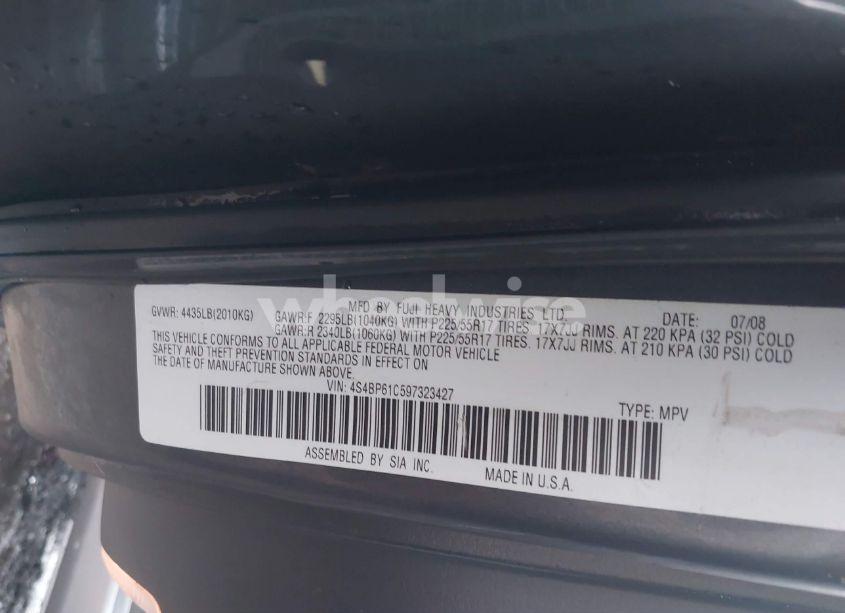 MFD BY FUJI HEAVY INDUSTRIES LTD. DATE: 07/08
GVWR: 4435LB(2010KG) GAWR:F 2295LB(1040KG) WITH P225/55R17 TIRES. 17X7JJ RIMS. AT 220 KPA (32 PSI) COLD
GAWR:R 2340LB(1060KG) WITH P225/55R17 TIRES. 17X7JJ RIMS. AT 210 KPA (30 PSI) COLD
THIS VEHICLE CONFORMS TO ALL APPLICABLE FEDERAL MOTOR VEHICLE
SAFETY AND THEFT PREVENTION STANDARDS IN EFFECT ON
THE DATE OF MANUFACTURE SHOWN ABOVE.
VIN: 4S4BP61C597323427 TYPE: MPV
ASSEMBLED BY SIA INC. MADE IN U.S.A.
wheelwise